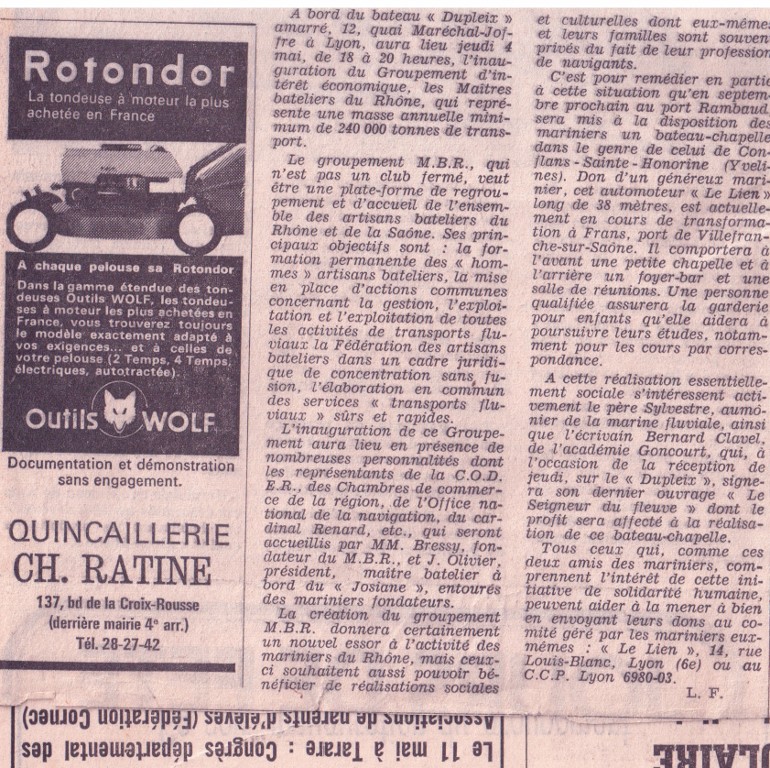 Rotondor
La tondeuse à moteur la plus
achetée en France
A chaque pelouse sa Rotondor
Dans la gamme étendue des ton-
deuses Outils WOLF, les tondeu-
ses à moteur les plus achetées en
France, vous trouverez toujours
le modèle exactement adapté à
vos exigences... et à celles de
votre pelouse (2 Temps, 4 Temps,
électriques, autotractée).
Outils WOLF
Documentation et démonstration
sans engagement.
QUINCAILLERIE
CH. RATINE
137, bd de la Croix-Rousse
(derrière mairie 4e arr.)
Tél. 28-27-42
A bord du bateau « Dupleix »
amarré, 12, quai Maréchal-Jof-
fre à Lyon, aura lieu jeudi 4
mai, de 18 à 20 heures, l'inau-
guration du Groupement d'in-
térêt économique, les Maîtres
bateliers du Rhône, qui repré-
sente une masse annuelle mini-
mum de 240 000 tonnes de trans-
port.
Le groupement M.B.R., qui
n'est pas un club fermé, veut
être une plate-forme de regrou-
pement et d'accueil de l'ensem-
ble des artisans bateliers du
Rhône et de la Saône. Ses prin-
cipaux objectifs sont : la for-
mation permanente des « hom-
mes » artisans bateliers, la mise
en place d'actions communes
concernant la gestion, l'exploi-
tation et l'exploitation de toutes
les activités de transports flu-
viaux la Fédération des artisans
bateliers dans un cadre juridi-
que de concentration sans fu-
sion, l'élaboration en commun
des services « transports flu-
viaux » sûrs et rapides.
L'inauguration de ce Groupe-
ment aura lieu en présence de
nombreuses personnalités dont
les représentants de la C.O.D.
E.R., des Chambres de commer-
ce de la région, de l'Office na-
tional de la navigation, du car-
dinal Renard, etc., qui seront
accueillis par MM. Bressy, fon-
dateur du M.B.R., et J. Olivier,
président, maître batelier à
bord du « Josiane », entourés
des mariniers fondateurs.
La création du groupement
M.B.R. donnera certainement
un nouvel essor à l'activité des
mariniers du Rhône, mais ceux-
ci souhaitent aussi pouvoir bé-
néficier de réalisations sociales
et culturelles dont eux-mêmes
et leurs familles sont souvent
privés du fait de leur profession
de navigants.
C'est pour remédier en partie
à cette situation qu'en septem-
bre prochain au port Rambaud,
sera mis à la disposition des
mariniers un bateau-chapelle
dans le genre de celui de Con-
flans-Sainte-Honorine (Yveli-
nes). Don d'un généreux mari-
nier, cet automoteur « Le Lien »
long de 38 mètres, est actuelle-
ment en cours de transforma-
tion à Frans, port de Villefran-
che-sur-Saône. Il comportera à
l'avant une petite chapelle et à
l'arrière un foyer-bar et une
salle de réunions. Une personne
qualifiée assurera la garderie
pour enfants qu'elle aidera à
poursuivre leurs études, notam-
ment pour les cours par corres-
pondance.
A cette réalisation essentielle-
ment sociale s'intéressent acti-
vement le père Sylvestre, aumô-
nier de la marine fluviale, ainsi
que l'écrivain Bernard Clavel,
de l'académie Goncourt, qui, à
l'occasion de la réception de
jeudi, sur le « Dupleix », signe-
ra son dernier ouvrage « Le
Seigneur du fleuve » dont le
profit sera affecté à la réalisa-
tion de ce bateau-chapelle.
Tous ceux qui, comme ces
deux amis des mariniers, com-
prennent l'intérêt de cette ini-
tiative de solidarité humaine,
peuvent aider à la mener à bien
en envoyant leurs dons au co-
mité géré par les mariniers eux-
mêmes : « Le Lien », 14, rue
Louis-Blanc, Lyon (6e) ou au
C.C.P. Lyon 6980-03.
L. F.
Le 11 mai à Tarare : Congrès départemental des
Associations de parents d'élèves (Fédération Cornec)